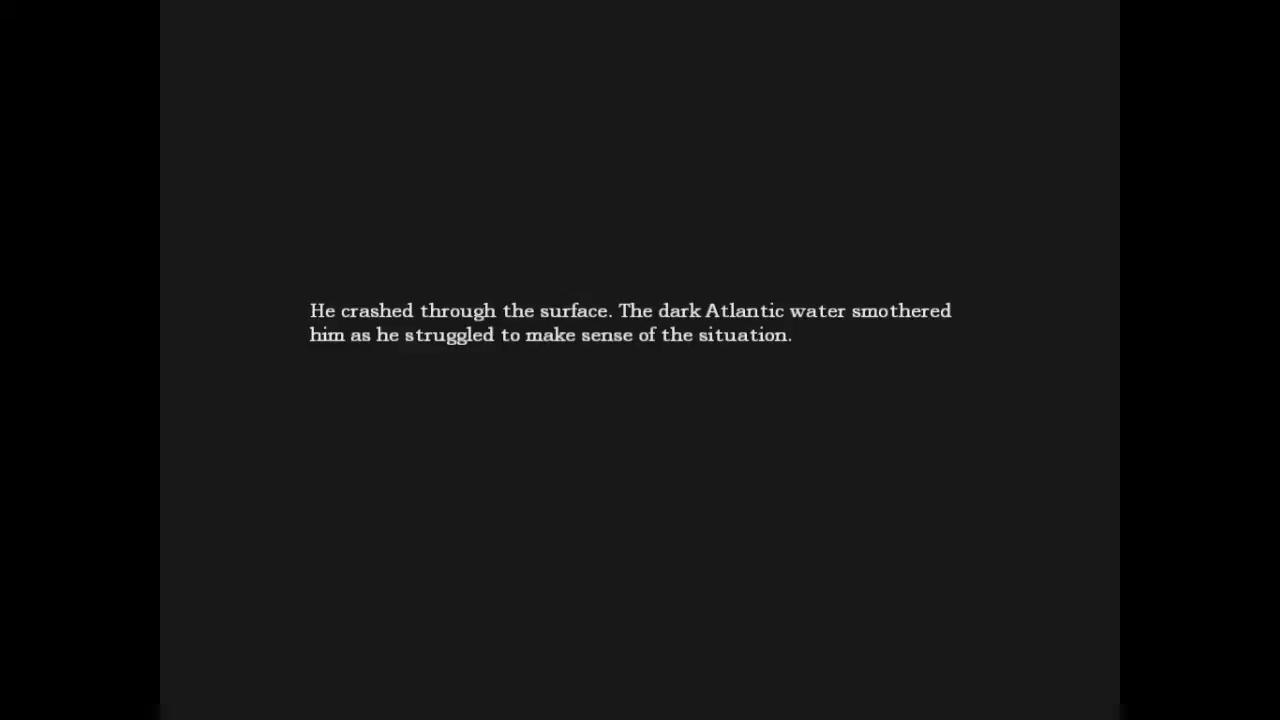 He crashed through the surface. The dark Atlantic water smothered
him as he struggled to make sense of the situation.